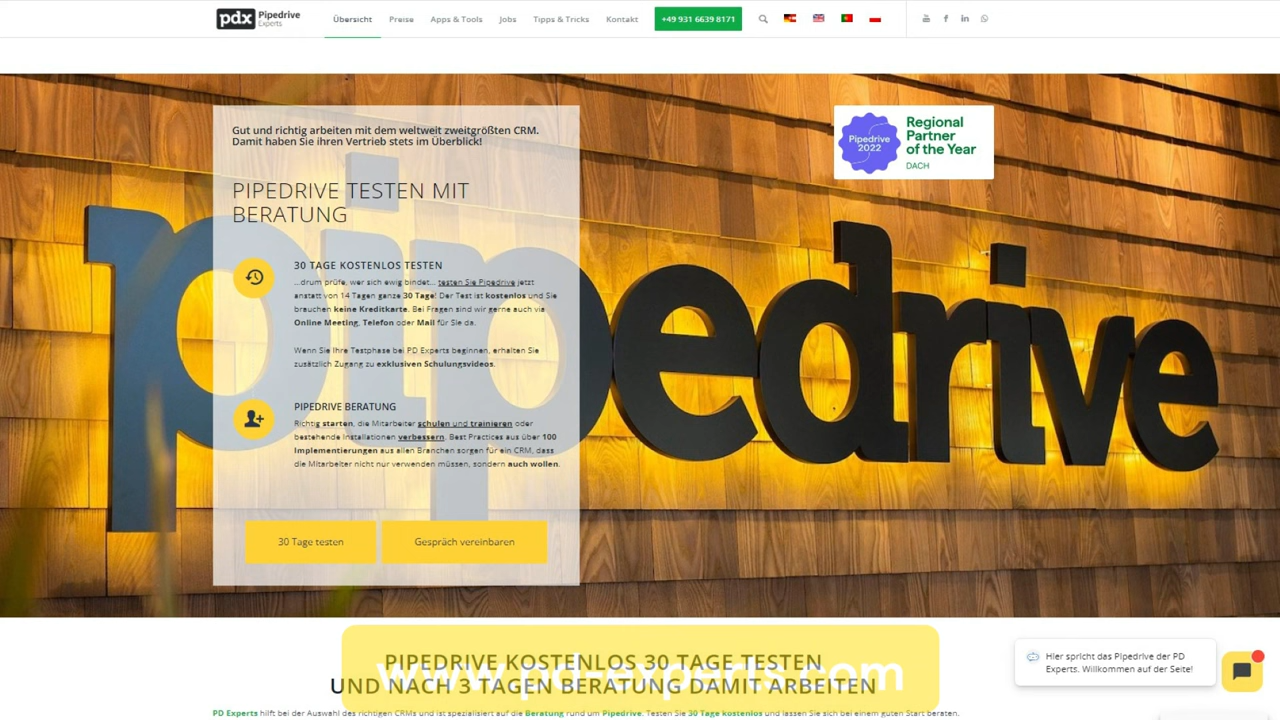 pdx Pipedrive Experts
Übersicht Preise Apps & Tools Jobs Tipps & Tricks Kontakt +49 931 6639 8171
Gut und richtig arbeiten mit dem weltweit zweitgrößten CRM.
Damit haben Sie ihren Vertrieb stets im Überblick!
PIPEDRIVE TESTEN MIT
BERATUNG
30 TAGE KOSTENLOS TESTEN
...drum prüfe, wer sich ewig bindet... testen Sie Pipedrive jetzt
anstatt von 14 Tagen ganze 30 Tage! Der Test ist kostenlos und Sie
brauchen keine Kreditkarte. Bei Fragen sind wir gerne auch via
Online Meeting, Telefon oder Mail für Sie da.
Wenn Sie Ihre Testphase bei PD Experts beginnen, erhalten Sie
zusätzlich Zugang zu exklusiven Schulungsvideos.
PIPEDRIVE BERATUNG
Richtig starten, die Mitarbeiter schulen und trainieren oder
bestehende Installationen verbessern. Best Practices aus über 100
Implementierungen aus allen Branchen sorgen für ein CRM, dass
die Mitarbeiter nicht nur verwenden müssen, sondern auch wollen.
30 Tage testen
Gespräch vereinbaren
Pipedrive
2022
Regional
Partner
of the Year
DACH
pipedrive
PIPEDRIVE KOSTENLOS 30 TAGE TESTEN
www.pd-experts.com
UND NACH 3 TAGEN BERATUNG DAMIT ARBEITEN
PD Experts hilft bei der Auswahl des richtigen CRMs und ist spezialisiert auf die Beratung rund um Pipedrive. Testen Sie 30 Tage kostenlos und lassen Sie sich bei einem guten Start beraten.
Hier spricht das Pipedrive der PD
Experts. Willkommen auf der Seite!